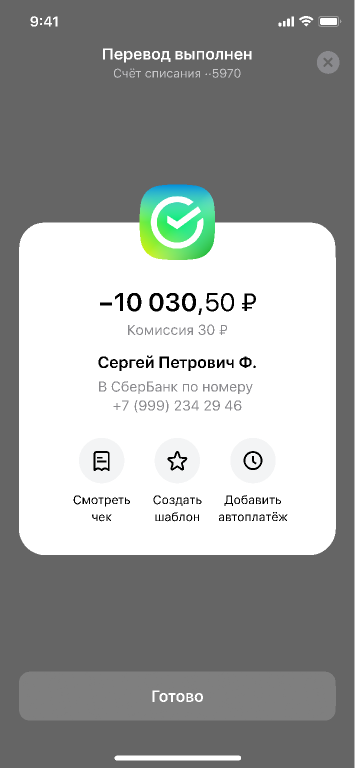 9:41
Перевод выполнен
Счёт списания ··5970
−10 030,50 ₽
Комиссия 30 ₽
Сергей Петрович Ф.
В СберБанк по номеру
+7 (999) 234 29 46
Смотреть
чек
Создать
шаблон
Добавить
автоплатёж
Готово